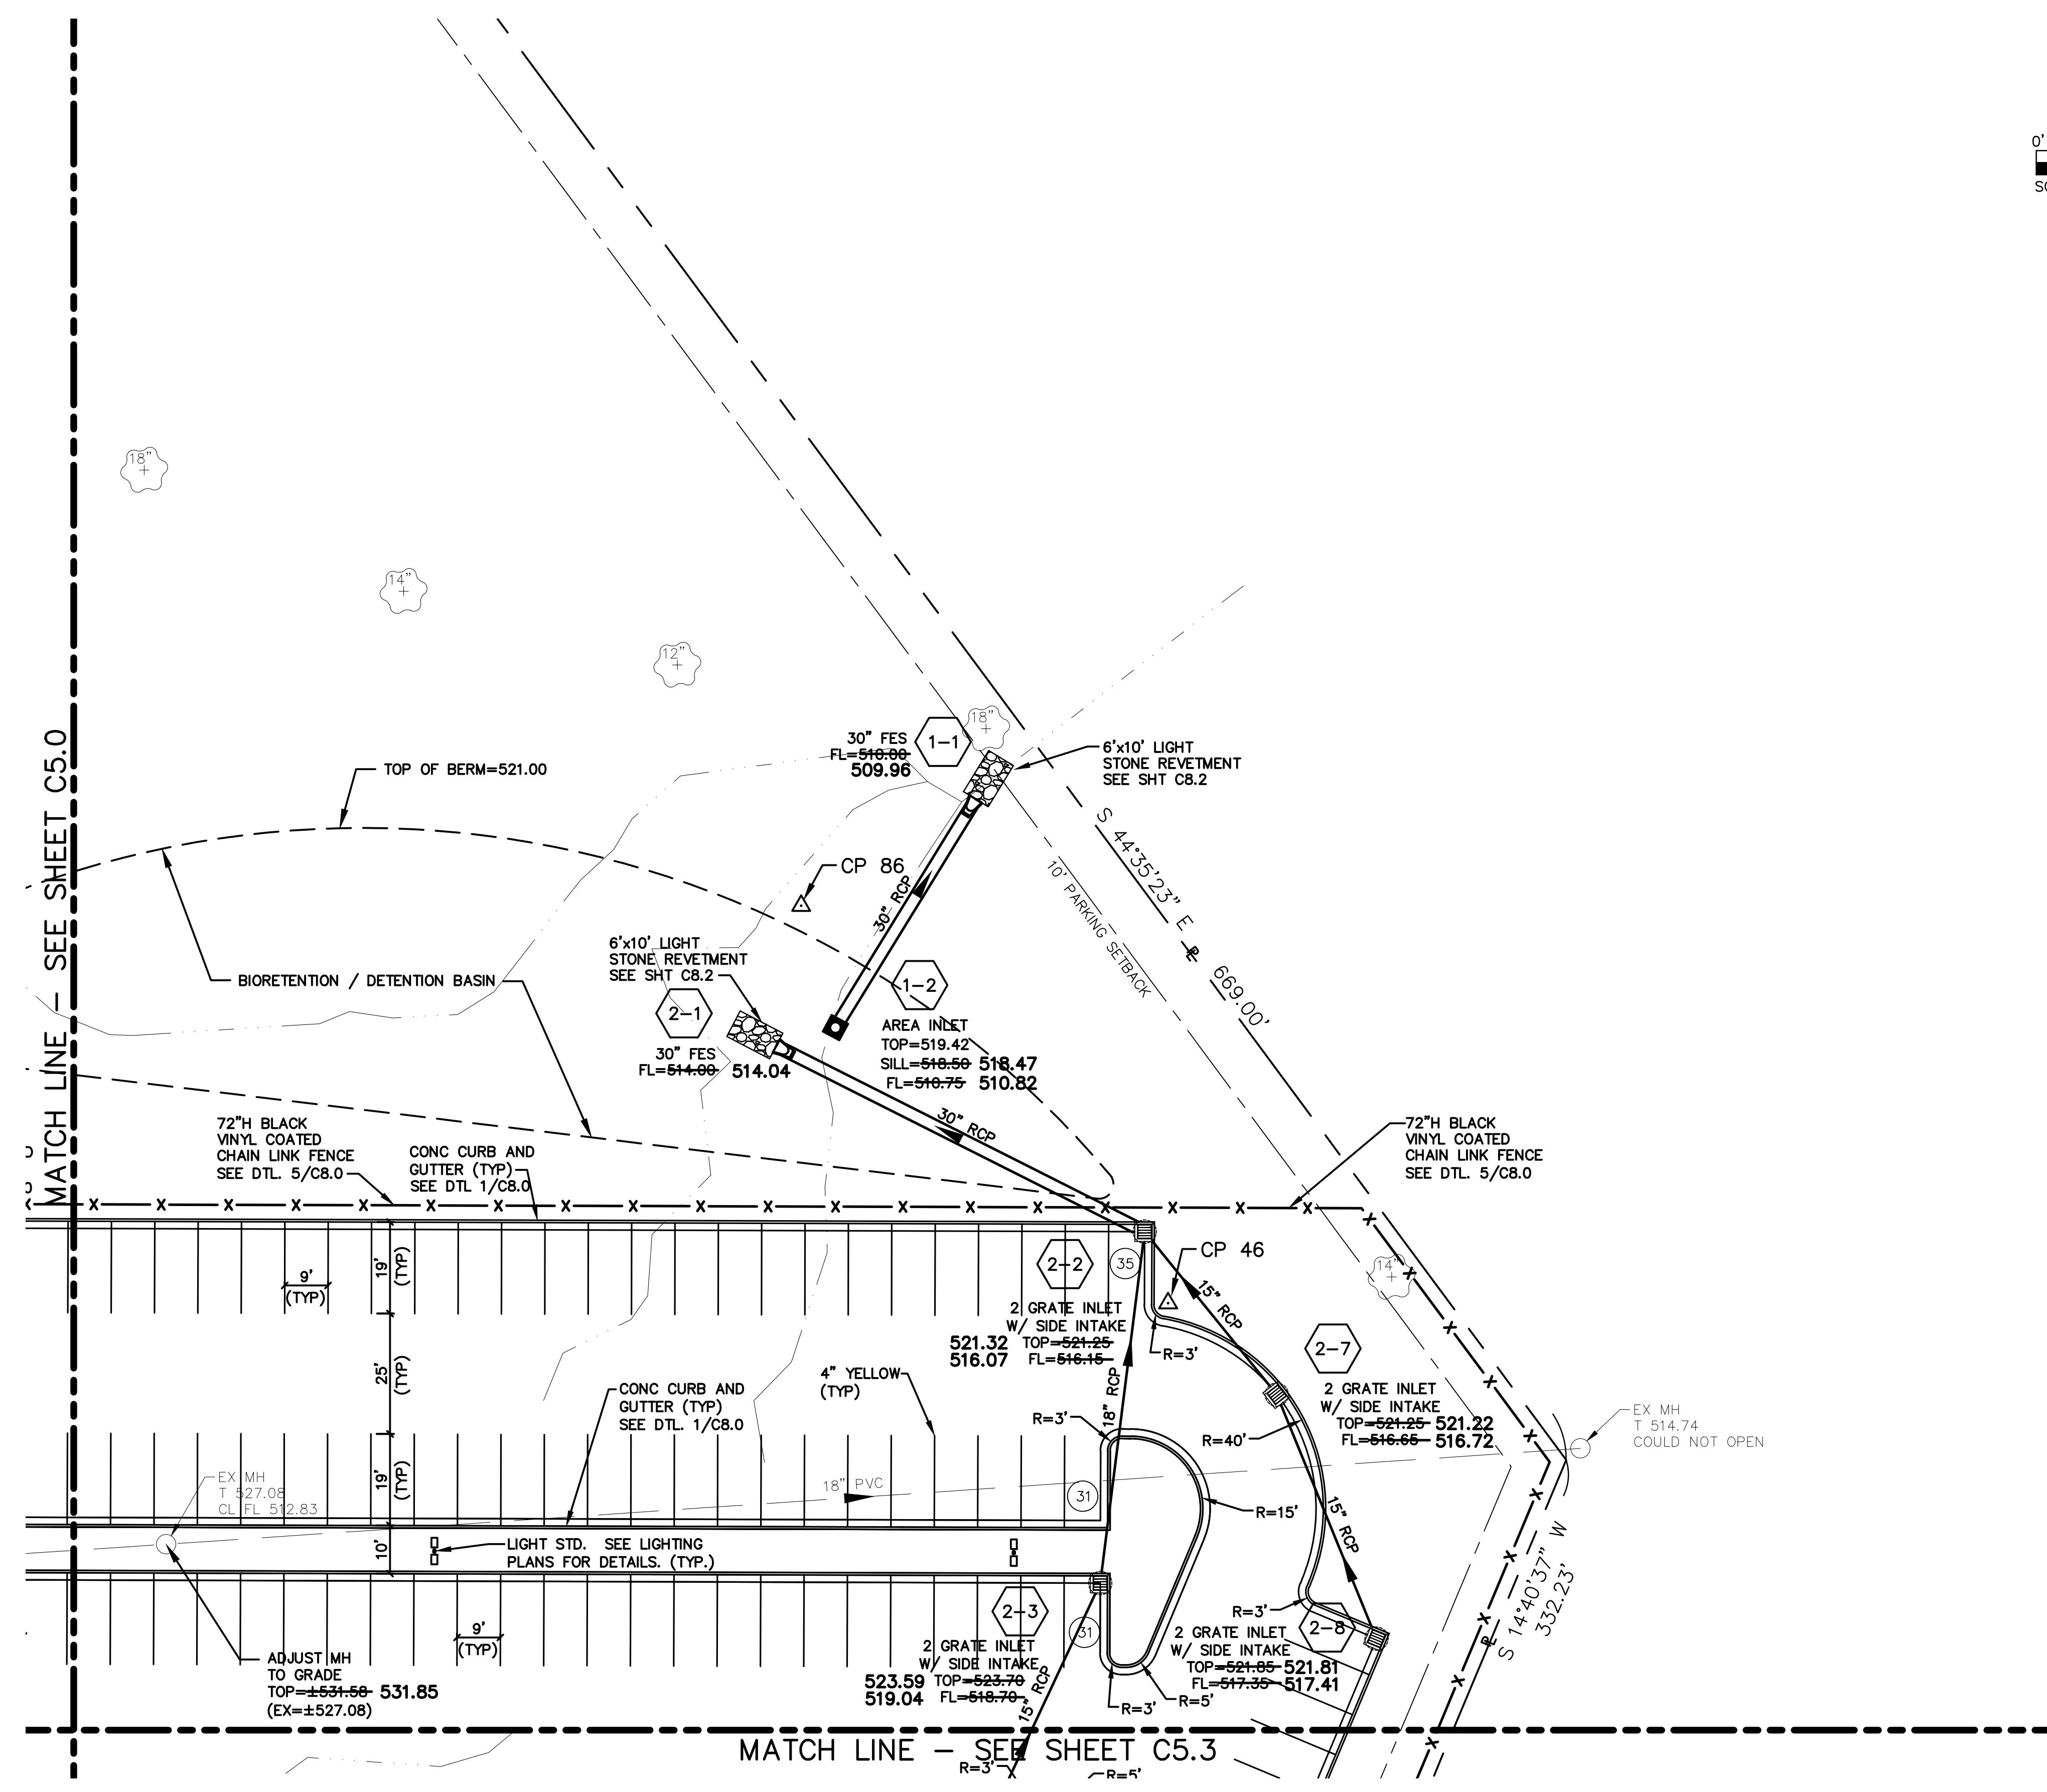 0'
SC
18"
14"
12"
18"
30" FES
FL=510.00
509.96
1-1
6'x10' LIGHT
STONE REVETMENT
SEE SHT C8.2
TOP OF BERM=521.00
MATCH LINE - SEE SHEET C5.0
CP 86
30" RCP
S 44°35'23" E
669.00'
10' PARKING SETBACK
6'x10' LIGHT
STONE REVETMENT
SEE SHT C8.2
BIORETENTION / DETENTION BASIN
2-1
30" FES
FL=514.00 514.04
1-2
AREA INLET
TOP=519.42
SILL=518.50 518.47
FL=510.75 510.82
30" RCP
72"H BLACK
VINYL COATED
CHAIN LINK FENCE
SEE DTL. 5/C8.0
CONC CURB AND
GUTTER (TYP)
SEE DTL 1/C8.0
72"H BLACK
VINYL COATED
CHAIN LINK FENCE
SEE DTL. 5/C8.0
19'
(TYP)
9'
(TYP)
2-2
35
CP 46
15" RCP
14"
2 GRATE INLET
W/ SIDE INTAKE
521.32 TOP=521.25
516.07 FL=516.15
R=3'
2-7
2 GRATE INLET
W/ SIDE INTAKE
TOP=521.25 521.22
FL=516.65 516.72
25'
(TYP)
4" YELLOW
(TYP)
CONC CURB AND
GUTTER (TYP)
SEE DTL. 1/C8.0
18" RCP
R=3'
R=40'
EX MH
T 514.74
COULD NOT OPEN
19'
(TYP)
EX MH
T 527.08
CL FL 512.83
18" PVC
31
R=15'
15" RCP
10'
LIGHT STD. SEE LIGHTING
PLANS FOR DETAILS. (TYP.)
S 14°40'37" W
332.23'
2-3
31
R=3'
2-8
9'
(TYP)
2 GRATE INLET
W/ SIDE INTAKE
523.59 TOP=523.70
519.04 FL=518.70
2 GRATE INLET
W/ SIDE INTAKE
TOP=521.85 521.81
FL=517.35 517.41
ADJUST MH
TO GRADE
TOP=±531.58 531.85
(EX=±527.08)
15" RCP
R=3'
R=5'
MATCH LINE - SEE SHEET C5.3
R=3'
R=5'